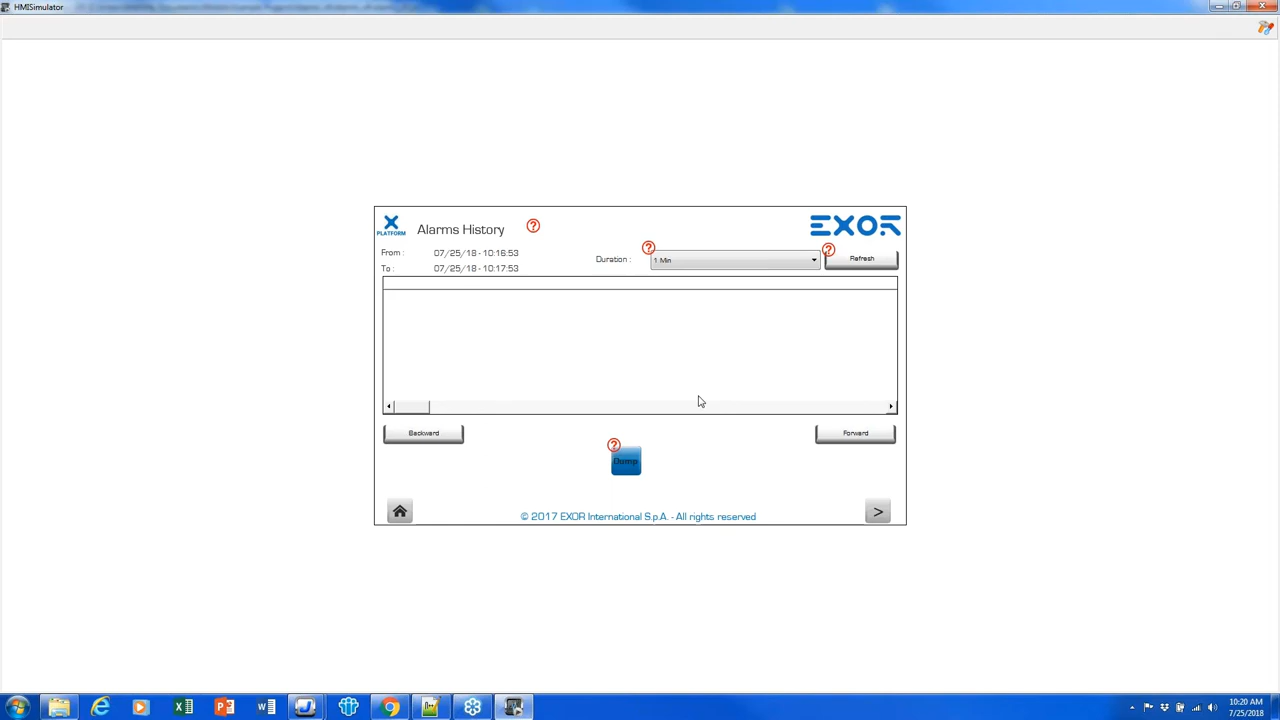 HMISimulator
X
PLATFORM
Alarms History
?
EXOR
From :
07/25/18 - 10:16:53
To :
07/25/18 - 10:17:53
Duration :
?
1 Min
?
Refresh
Backward
Forward
?
Dump
© 2017 EXOR International S.p.A. - All rights reserved
>
10:20 AM
7/25/2018